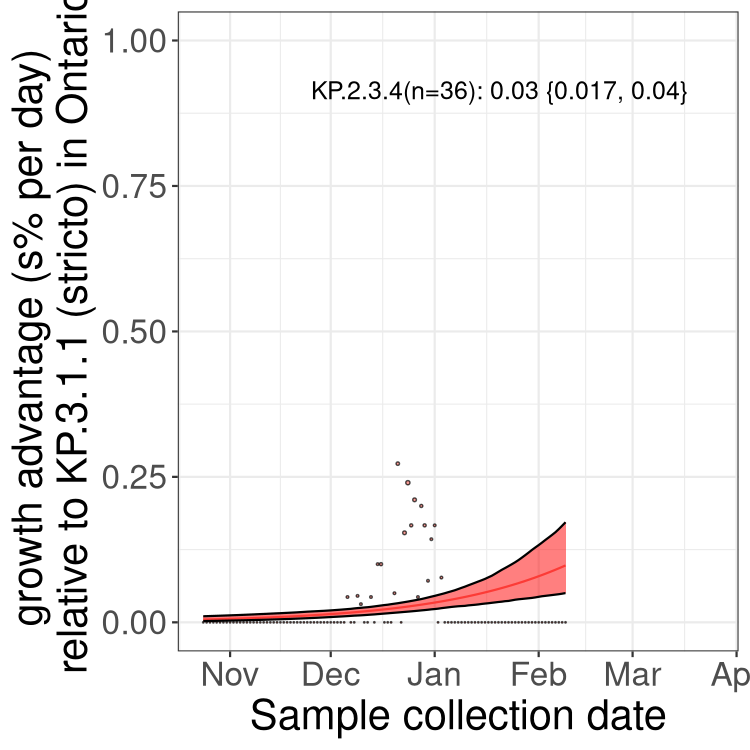 growth advantage (s% per day)
relative to KP.3.1.1 (stricto) in Ontario
1.00
0.75
0.50
0.25
0.00
KP.2.3.4(n=36): 0.03 {0.017, 0.04}
Nov Dec Jan Feb Mar Ap
Sample collection date